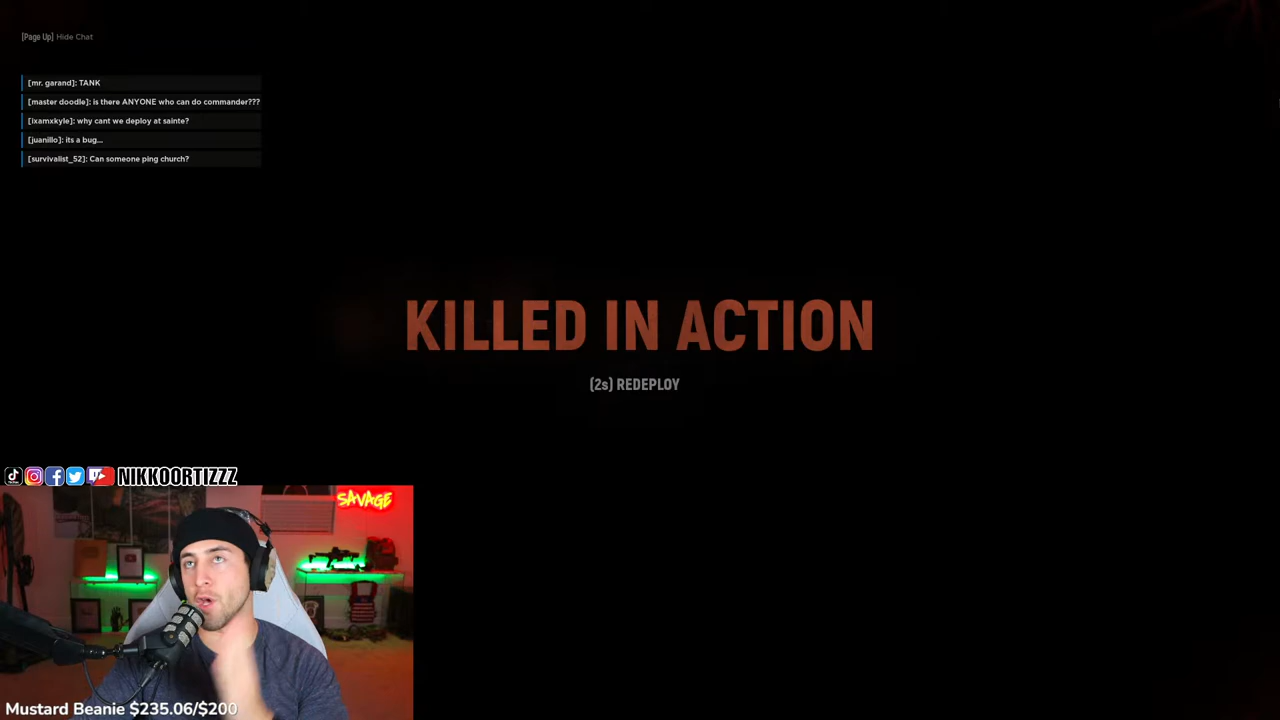 [Page Up] Hide Chat
[mr. garand]: TANK
[master doodle]: is there ANYONE who can do commander???
[ixamxkyle]: why cant we deploy at sainte?
[juanillo]: its a bug...
[survivalist_52]: Can someone ping church?
KILLED IN ACTION
(2s) REDEPLOY
NIKKOORTIZZZ
SAVAGE
Mustard Beanie $235.06/$200